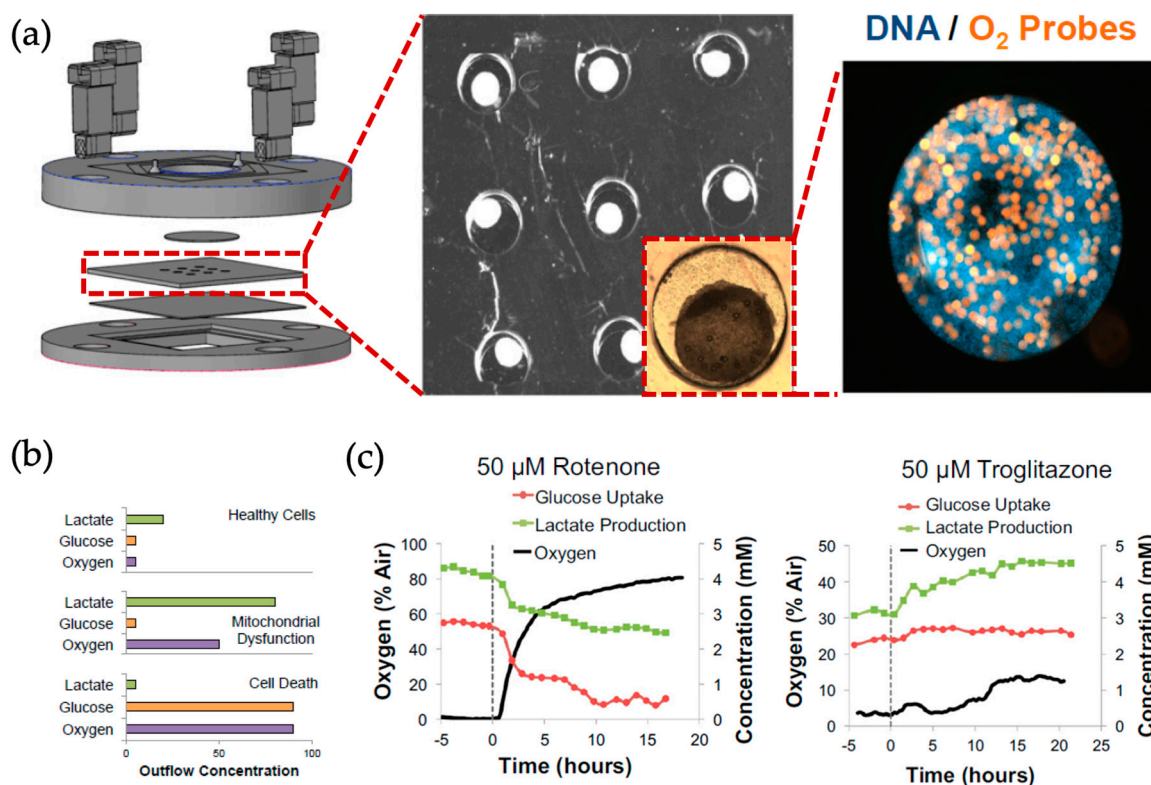 (a)
DNA / O₂ Probes
(b)
Lactate
Glucose
Oxygen
Healthy Cells
Lactate
Glucose
Oxygen
Mitochondrial
Dysfunction
Lactate
Glucose
Oxygen
Cell Death
0 50 100
Outflow Concentration
(c)
50 µM Rotenone
Glucose Uptake
Lactate Production
Oxygen
Oxygen (% Air)
100
80
60
40
20
0
5
4
3
2
1
0
Concentration (mM)
-5 0 5 10 15 20
Time (hours)
50 µM Troglitazone
Glucose Uptake
Lactate Production
Oxygen
Oxygen (% Air)
50
40
30
20
10
0
5
4
3
2
1
0
Concentration (mM)
-5 0 5 10 15 20 25
Time (hours)